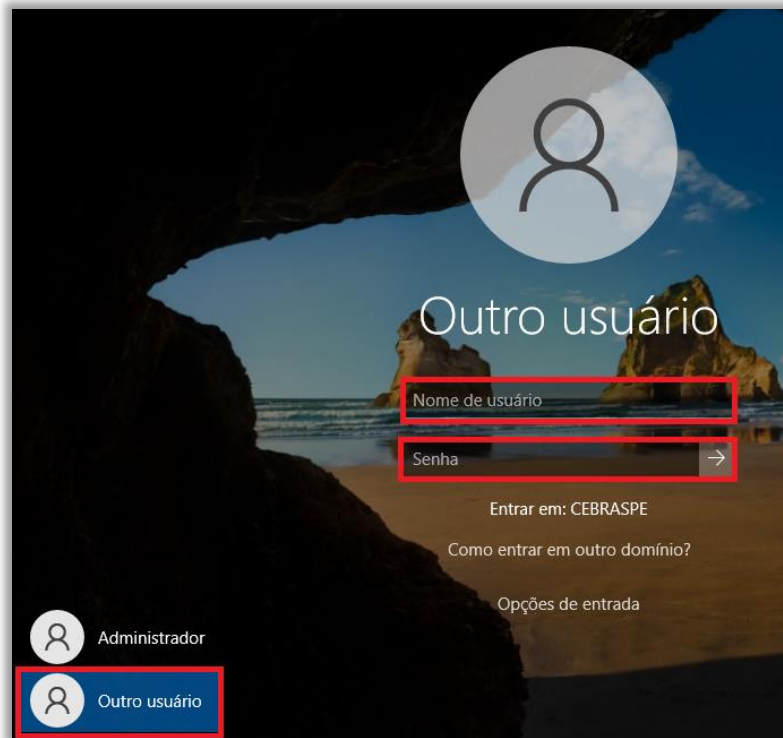 Outro usuário
Nome de usuário
Senha
Entrar em: CEBRASPE
Como entrar em outro domínio?
Opções de entrada
Administrador
Outro usuário